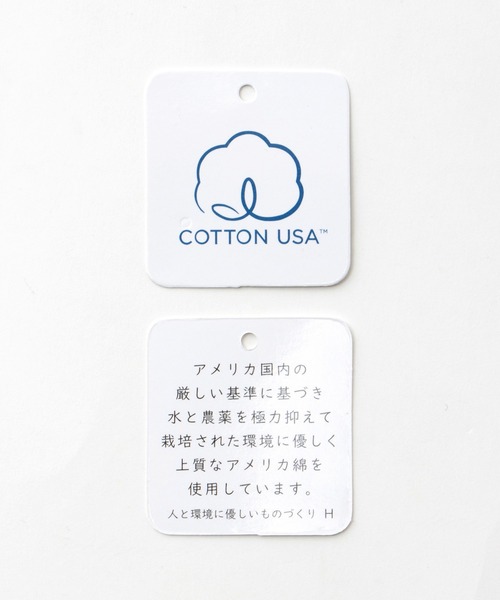 COTTON USA™
アメリカ国内の
厳しい基準に基づき
水と農薬を極力抑えて
栽培された環境に優しく
上質なアメリカ綿を
使用しています。
人と環境に優しいものづくり H